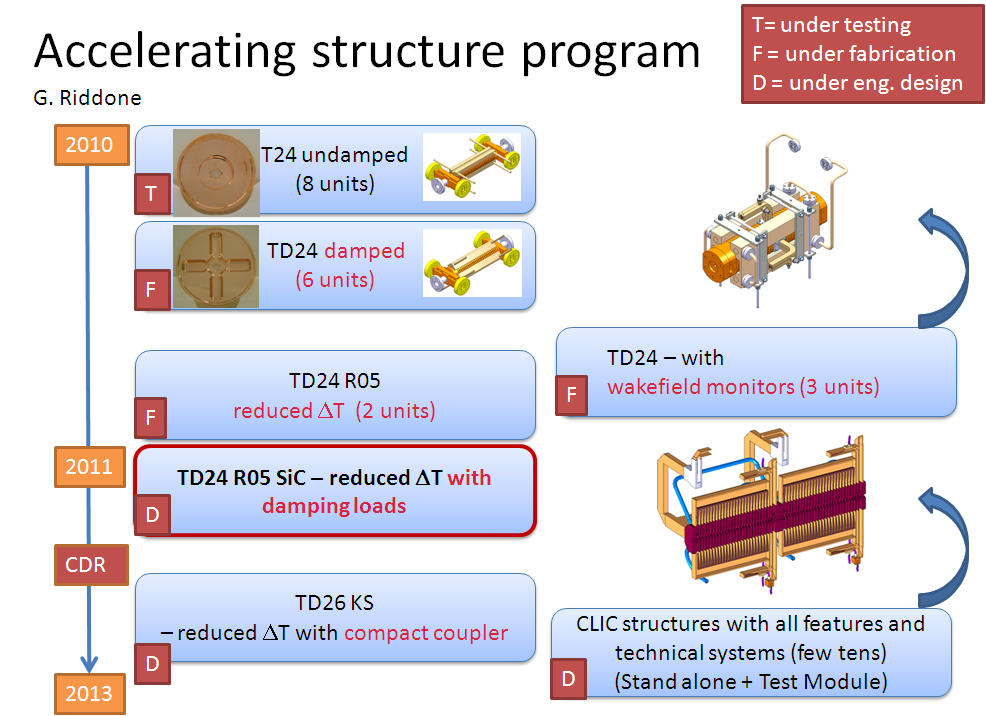 Accelerating structure program
G. Riddone
T= under testing
F = under fabrication
D = under eng. design
2010
T24 undamped
(8 units)
T
TD24 damped
(6 units)
F
TD24 R05
reduced ΔT (2 units)
F
2011
TD24 R05 SiC – reduced ΔT with
damping loads
D
CDR
TD26 KS
– reduced ΔT with compact coupler
D
2013
TD24 – with
wakefield monitors (3 units)
F
CLIC structures with all features and
technical systems (few tens)
(Stand alone + Test Module)
D